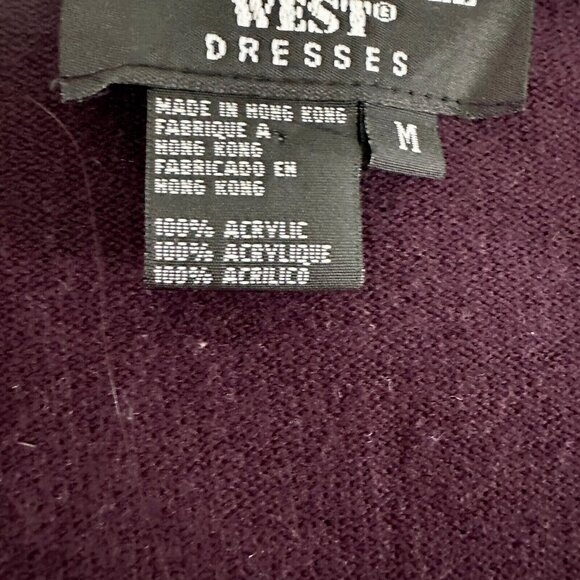 WEST®
DRESSES
MADE IN HONG KONG
FABRIQUE A
HONG KONG
FABRICADO EN
HONG KONG
M
100% ACRYLIC
100% ACRYLIQUE
100% ACRILICO